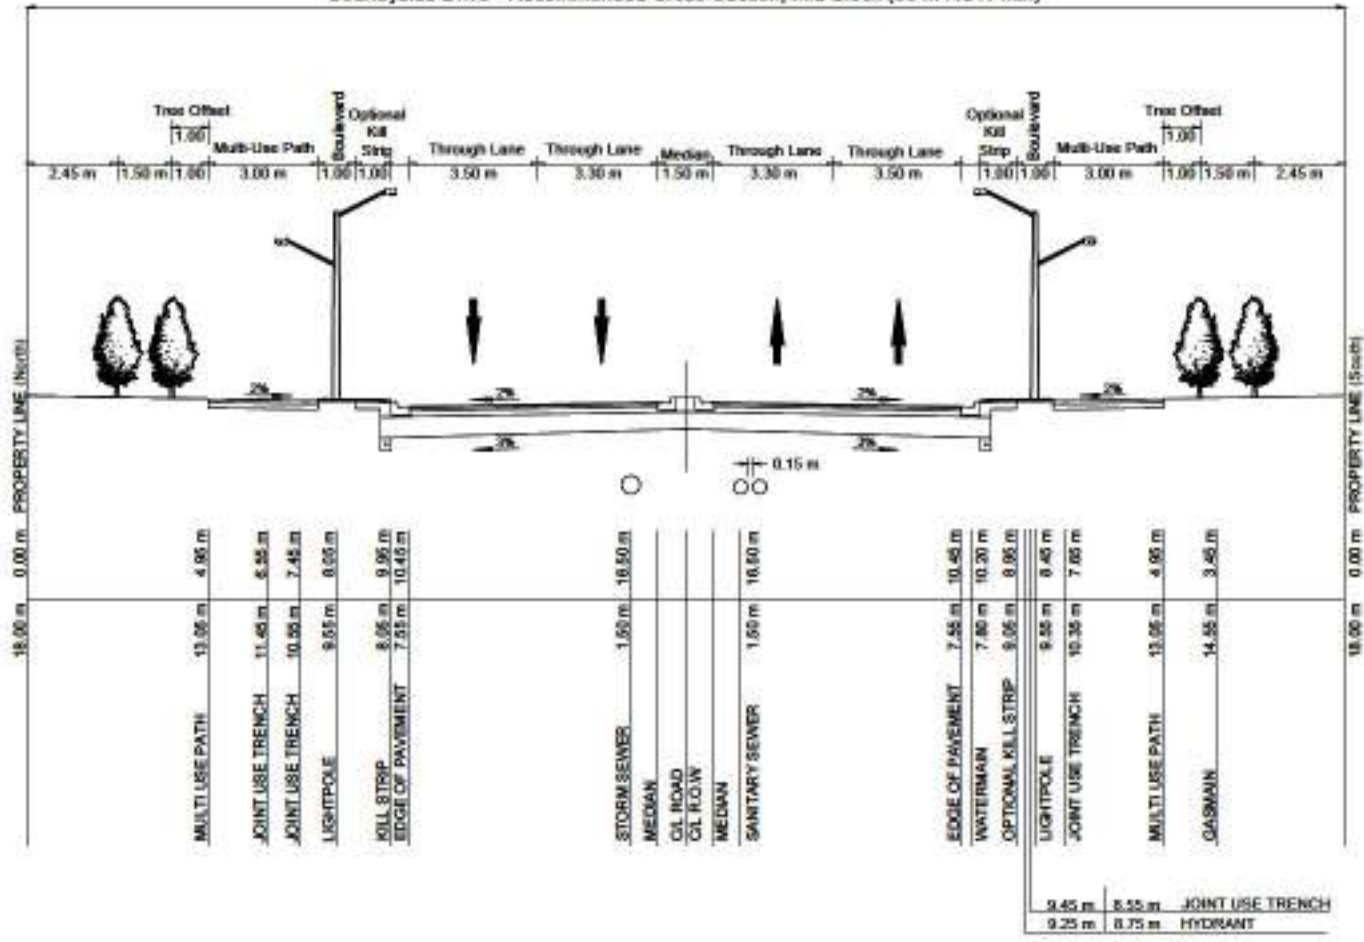 Tree Offset
1.00
Multi-Use Path
Boulevard
Optional
Kill
Strip
Through Lane
Through Lane
Median
Through Lane
Through Lane
Optional
Kill
Strip
Boulevard
Multi-Use Path
Tree Offset
1.00
2.45 m 1.50 m 1.00 3.00 m 1.00 1.00 3.50 m 3.30 m 1.50 m 3.30 m 3.50 m 1.00 1.00 3.00 m 1.00 1.50 m 2.45 m
2% 2% 2% 2%
3% 3%
0.15 m
PROPERTY LINE (North)
0.00 m
18.00 m
4.95 m 13.05 m MULTI USE PATH
6.55 m 11.45 m JOINT USE TRENCH
7.45 m 10.55 m JOINT USE TRENCH
9.55 m LIGHTPOLE
9.95 m 8.05 m KILL STRIP
10.45 m 7.55 m EDGE OF PAVEMENT
16.50 m 1.50 m STORM SEWER
MEDIAN
C/L ROAD
C/L R.O.W
MEDIAN
16.50 m 1.50 m SANITARY SEWER
10.45 m 7.55 m EDGE OF PAVEMENT
10.20 m 7.80 m WATERMAIN
8.95 m 9.05 m OPTIONAL KILL STRIP
8.45 m 9.55 m LIGHTPOLE
7.65 m 10.35 m JOINT USE TRENCH
4.95 m 13.05 m MULTI USE PATH
3.45 m 14.55 m GASMAIN
PROPERTY LINE (South)
0.00 m
18.00 m
9.45 m 8.55 m JOINT USE TRENCH
9.25 m 8.75 m HYDRANT